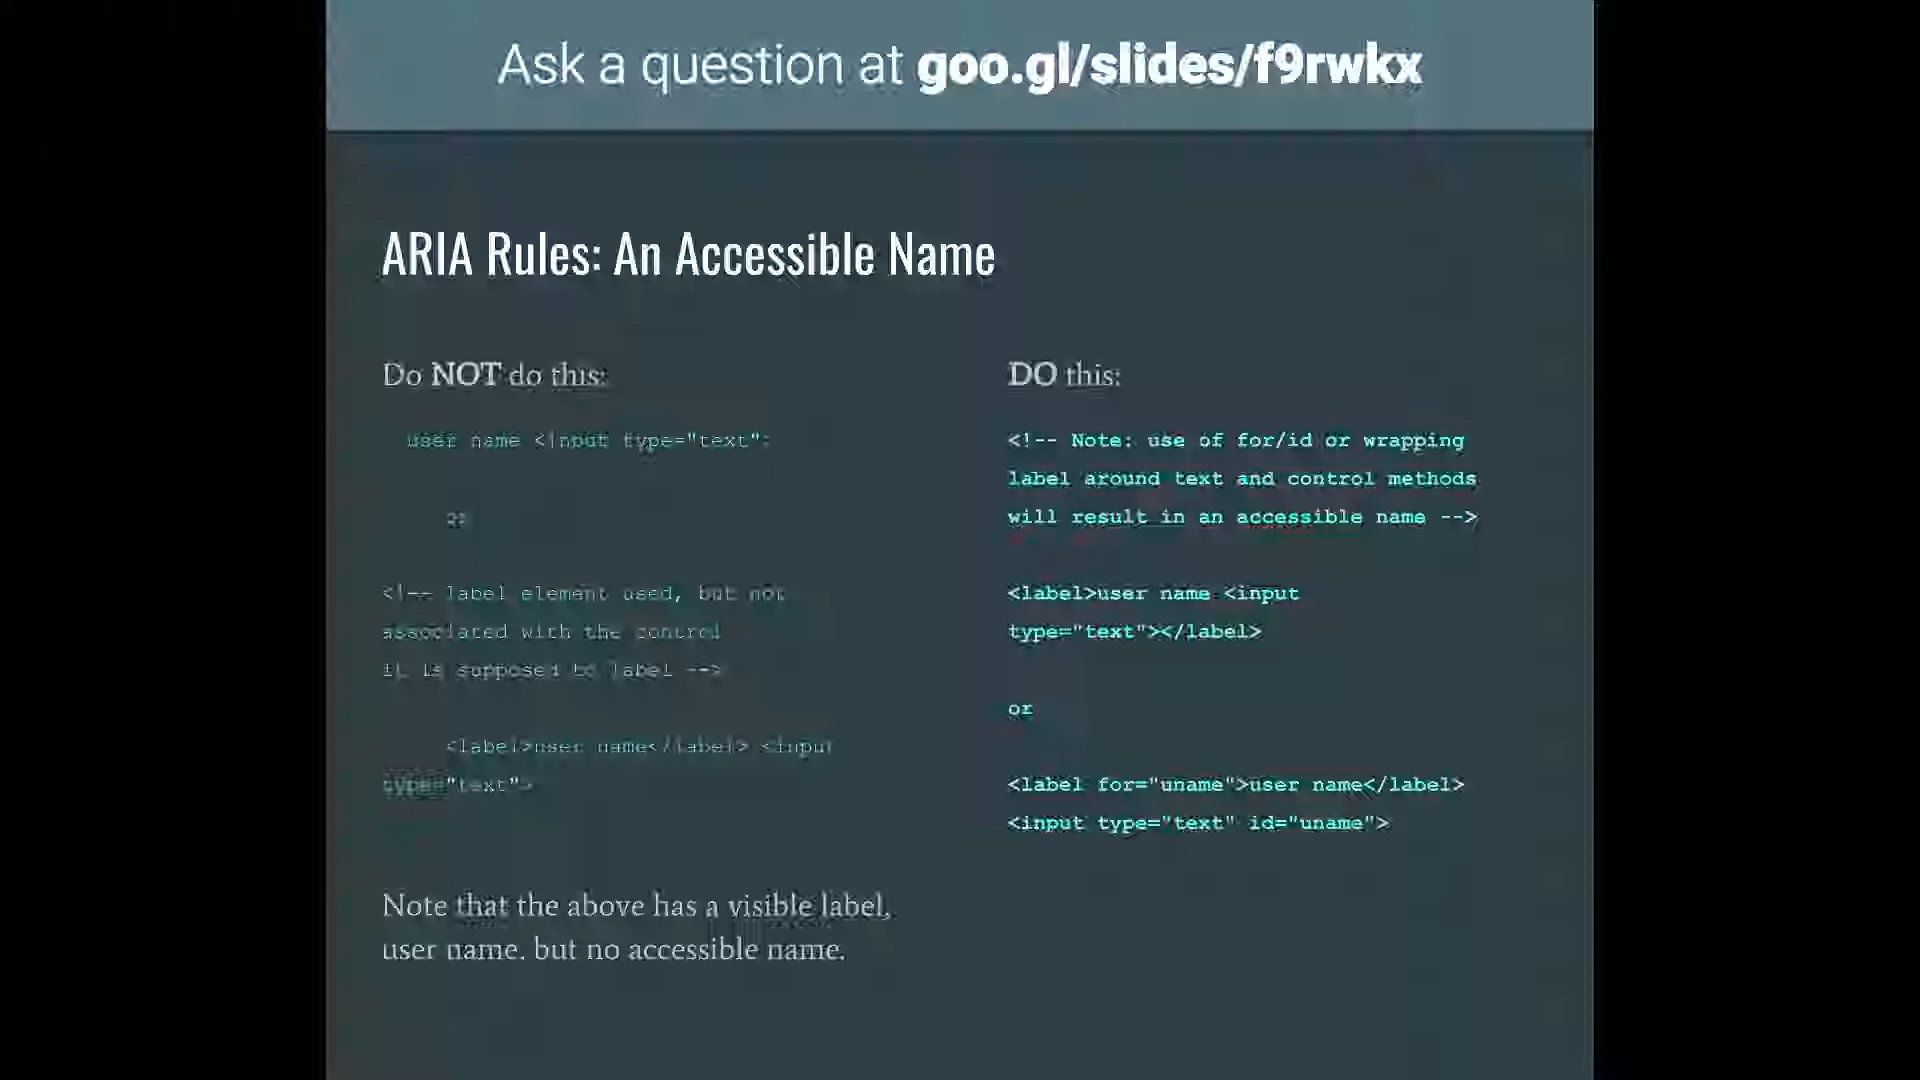 Ask a question at goo.gl/slides/f9rwkx
ARIA Rules: An Accessible Name
Do NOT do this:
user name <input type="text">
or
<!-- label element used, but not
associated with the control
it is supposed to label -->
<label>user name</label> <input
type="text">
Note that the above has a visible label,
user name. but no accessible name.
DO this:
<!-- Note: use of for/id or wrapping
label around text and control methods
will result in an accessible name -->
<label>user name <input
type="text"></label>
or
<label for="uname">user name</label>
<input type="text" id="uname">